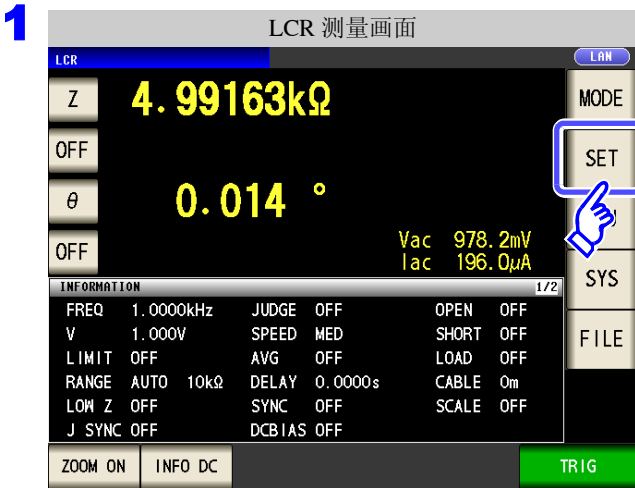 1
LCR 测量画面
LCR
LAN
Z 4.99163kΩ
MODE
OFF
SET
θ 0.014 °
OFF
Vac 978.2mV
Iac 196.0μA
SYS
INFORMATION 1/2
FREQ 1.0000kHz JUDGE OFF OPEN OFF
V 1.000V SPEED MED SHORT OFF
FILE
LIMIT OFF AVG OFF LOAD OFF
RANGE AUTO 10kΩ DELAY 0.0000s CABLE 0m
LOW Z OFF SYNC OFF SCALE OFF
J SYNC OFF DCBIAS OFF
ZOOM ON INFO DC TRIG